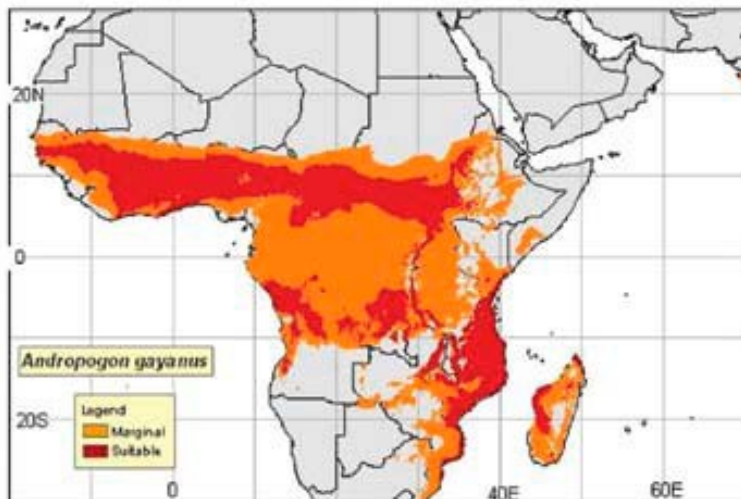 20N
0
Andropogon gayanus
20S
Legend
Marginal
Suitable
0
40E
60E